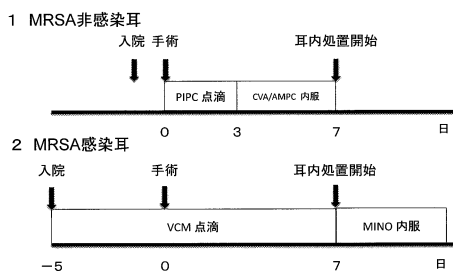 1 MRSA非感染耳
入院 手術 耳内処置開始
PIPC 点滴 CVA/AMPC 内服
0 3 7 日
2 MRSA感染耳
入院 手術 耳内処置開始
VCM 点滴 MINO 内服
−5 0 7 日